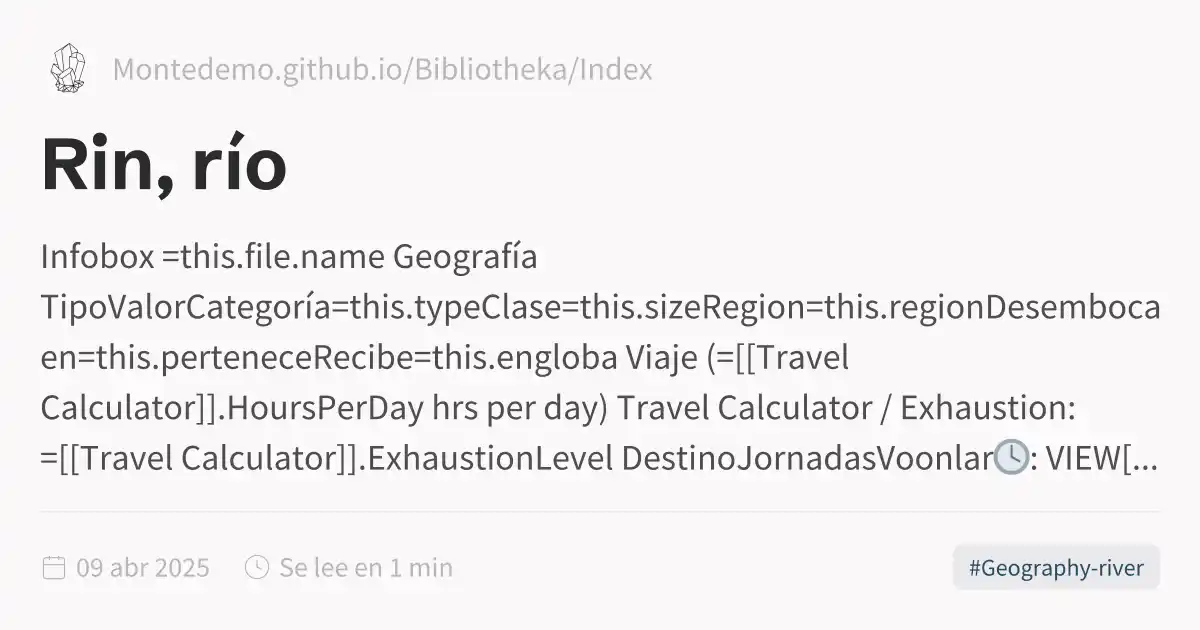 Montedemo.github.io/Bibliotheka/Index
Rin, río
Infobox =this.file.name Geografía
TipoValorCategoría=this.typeClase=this.sizeRegion=this.regionDesemboca
en=this.perteneceRecibe=this.engloba Viaje (=[[Travel
Calculator]].HoursPerDay hrs per day) Travel Calculator / Exhaustion:
=[[Travel Calculator]].ExhaustionLevel DestinoJornadasVoonlar🕓: VIEW[...
09 abr 2025
Se lee en 1 min
#Geography-river